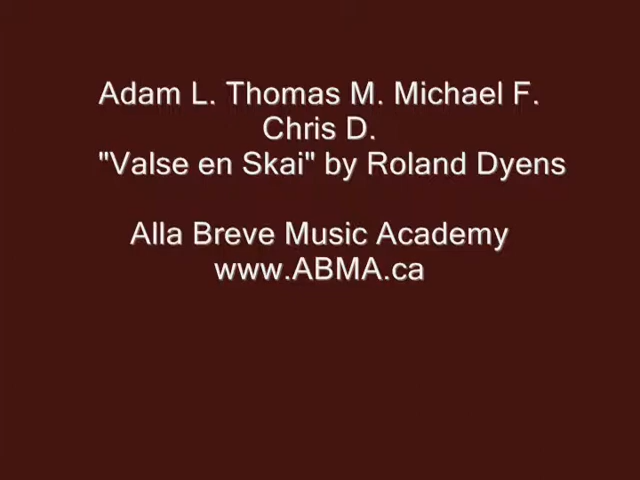 Adam L. Thomas M. Michael F.
Chris D.
"Valse en Skai" by Roland Dyens
Alla Breve Music Academy
www.ABMA.ca